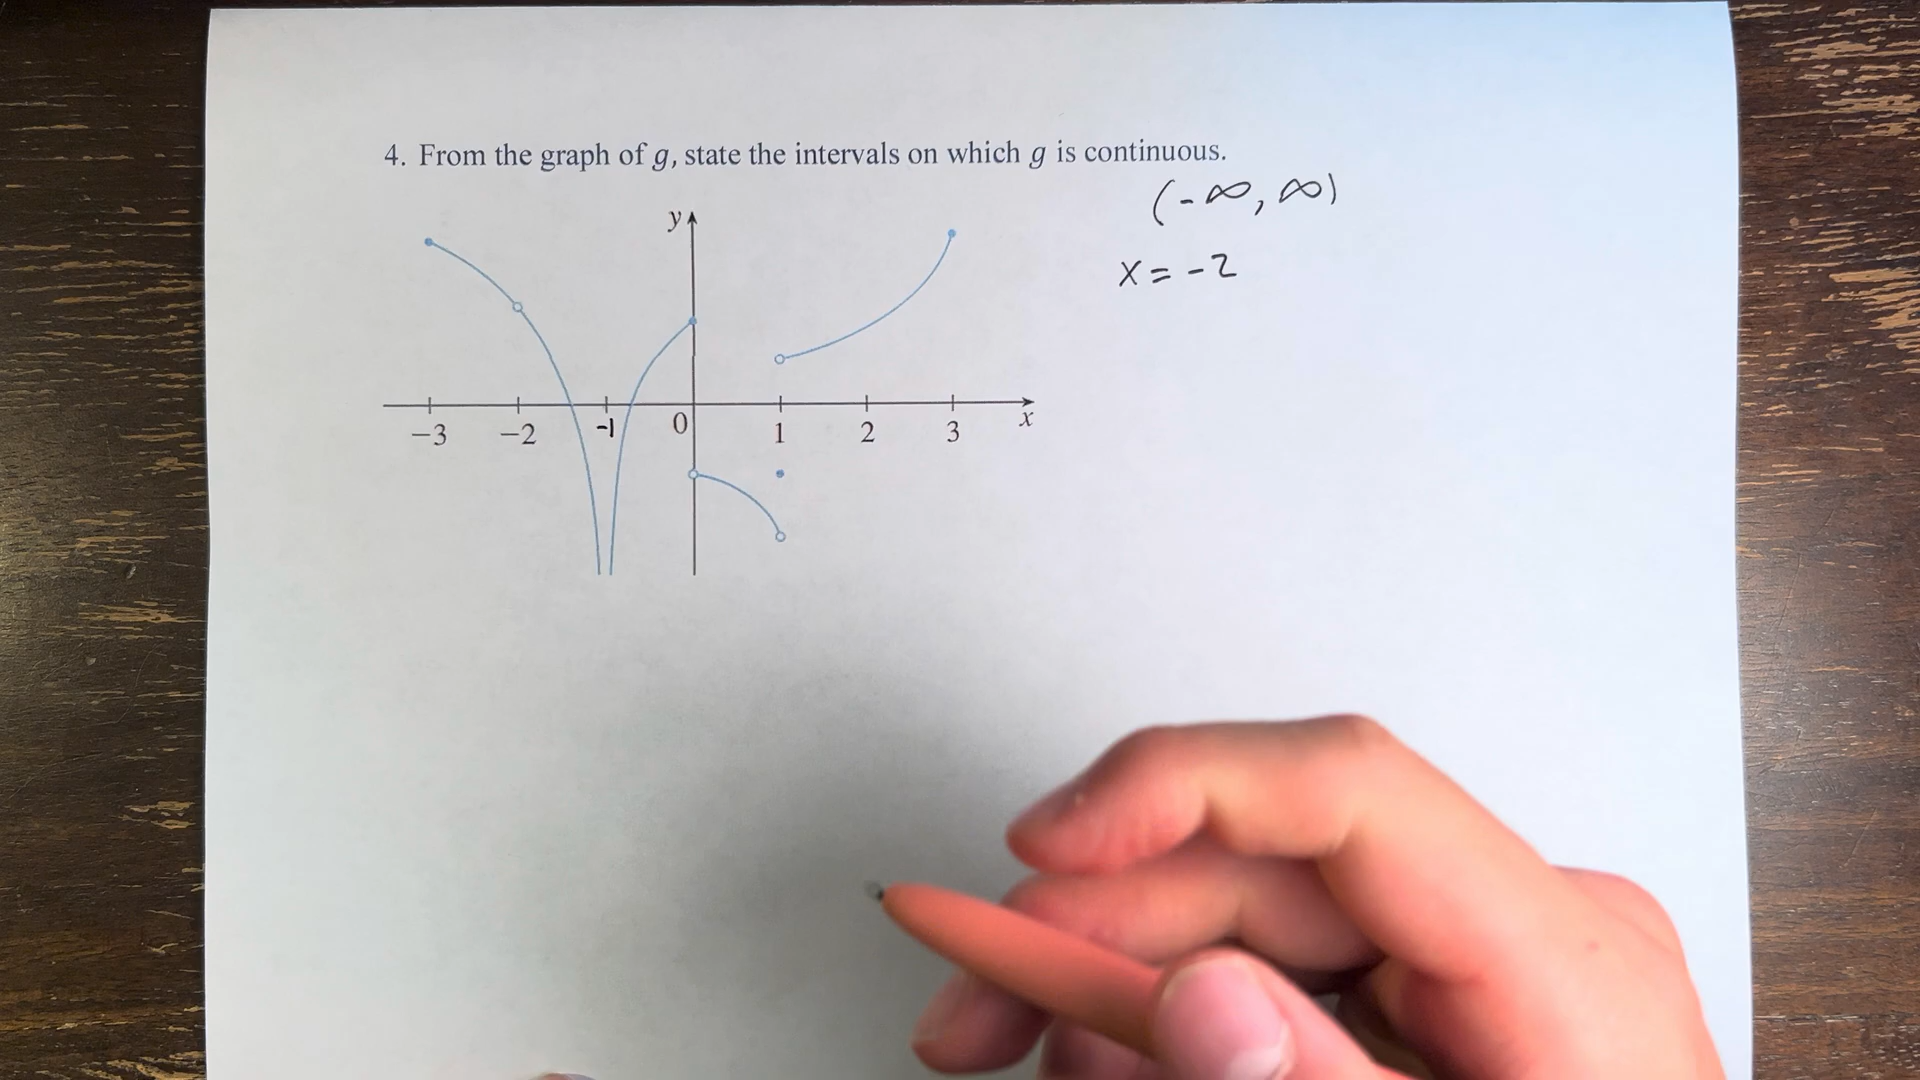 4. From the graph of g, state the intervals on which g is continuous.
(-∞, ∞)
x = -2
y
-3 -2 -1 0 1 2 3 x